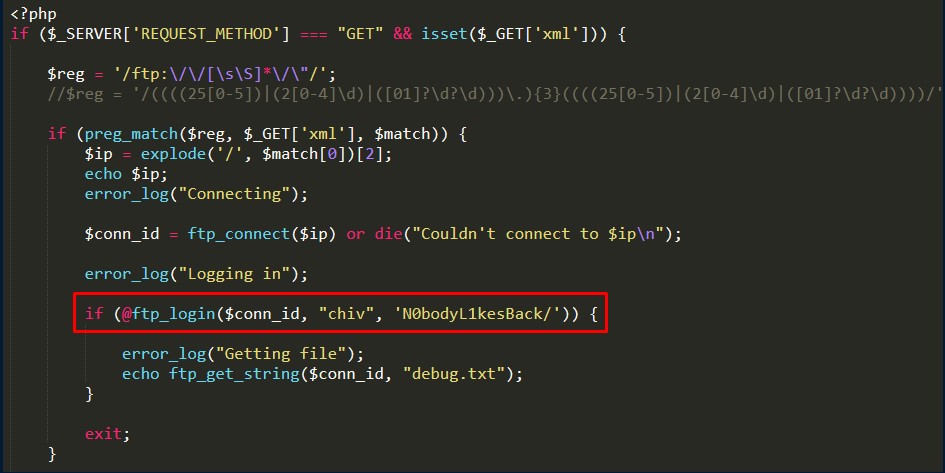 <?php
if ($_SERVER['REQUEST_METHOD'] === "GET" && isset($_GET['xml'])) {
$reg = '/ftp:\/\/[\s\S]*\/\"/';
//$reg = '/((((25[0-5])|(2[0-4]\d)|([01]?\d?\d)))\.){3}((((25[0-5])|(2[0-4]\d)|([01]?\d?\d))))/'
if (preg_match($reg, $_GET['xml'], $match)) {
$ip = explode('/', $match[0])[2];
echo $ip;
error_log("Connecting");
$conn_id = ftp_connect($ip) or die("Couldn't connect to $ip\n");
error_log("Logging in");
if (@ftp_login($conn_id, "chiv", 'N0bodyL1kesBack/')) {
error_log("Getting file");
echo ftp_get_string($conn_id, "debug.txt");
}
exit;
}